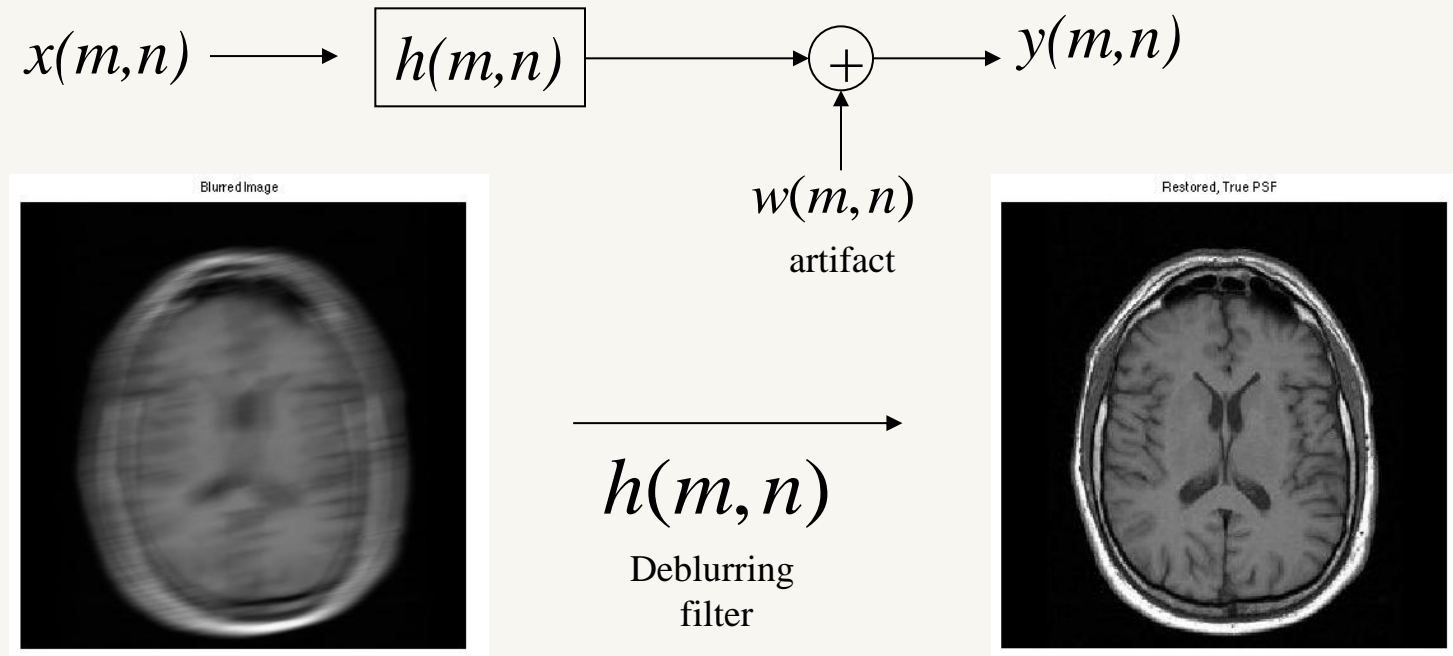 x(m,n) h(m,n) + y(m,n)
w(m,n)
artifact
Blurred Image
Restored, True PSF
h(m,n)
Deblurring
filter